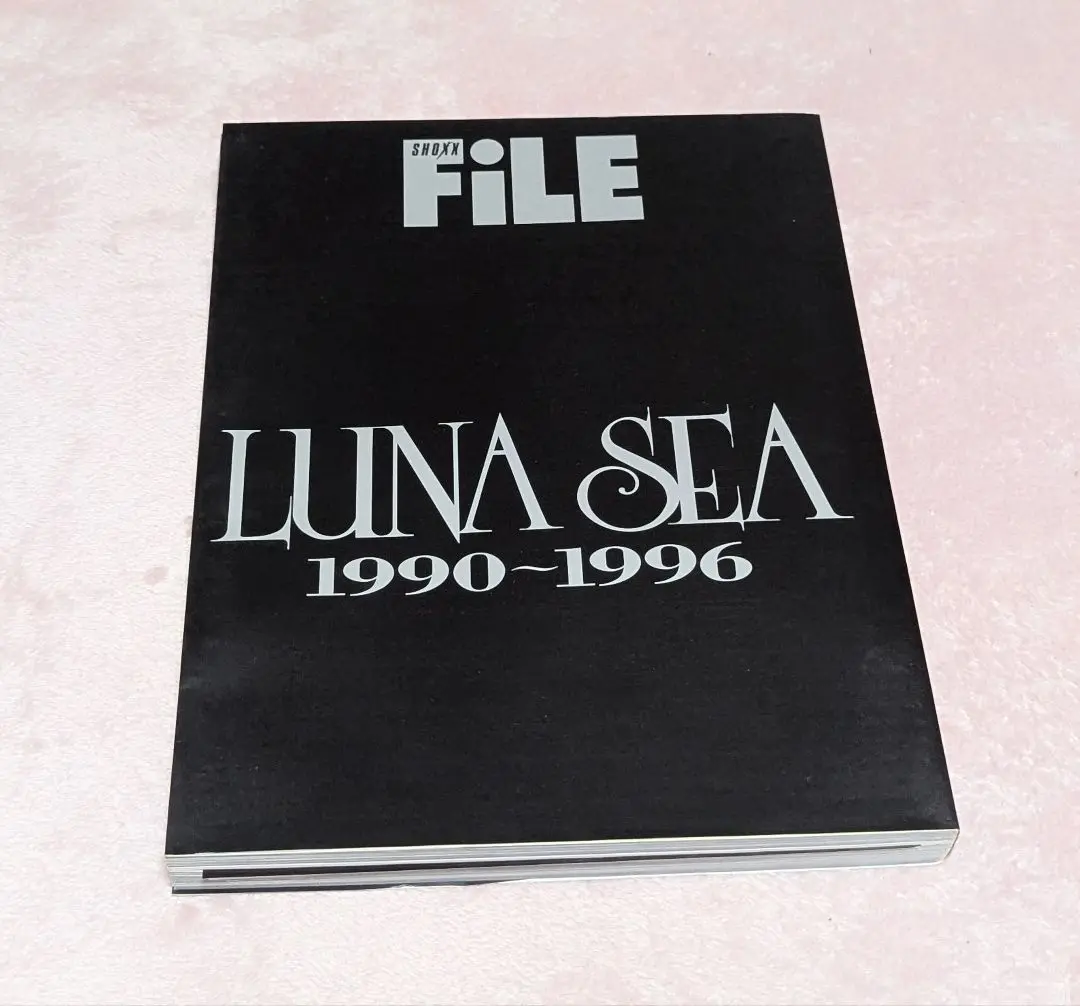 SHOXX
FiLE
LUNA SEA
1990~1996